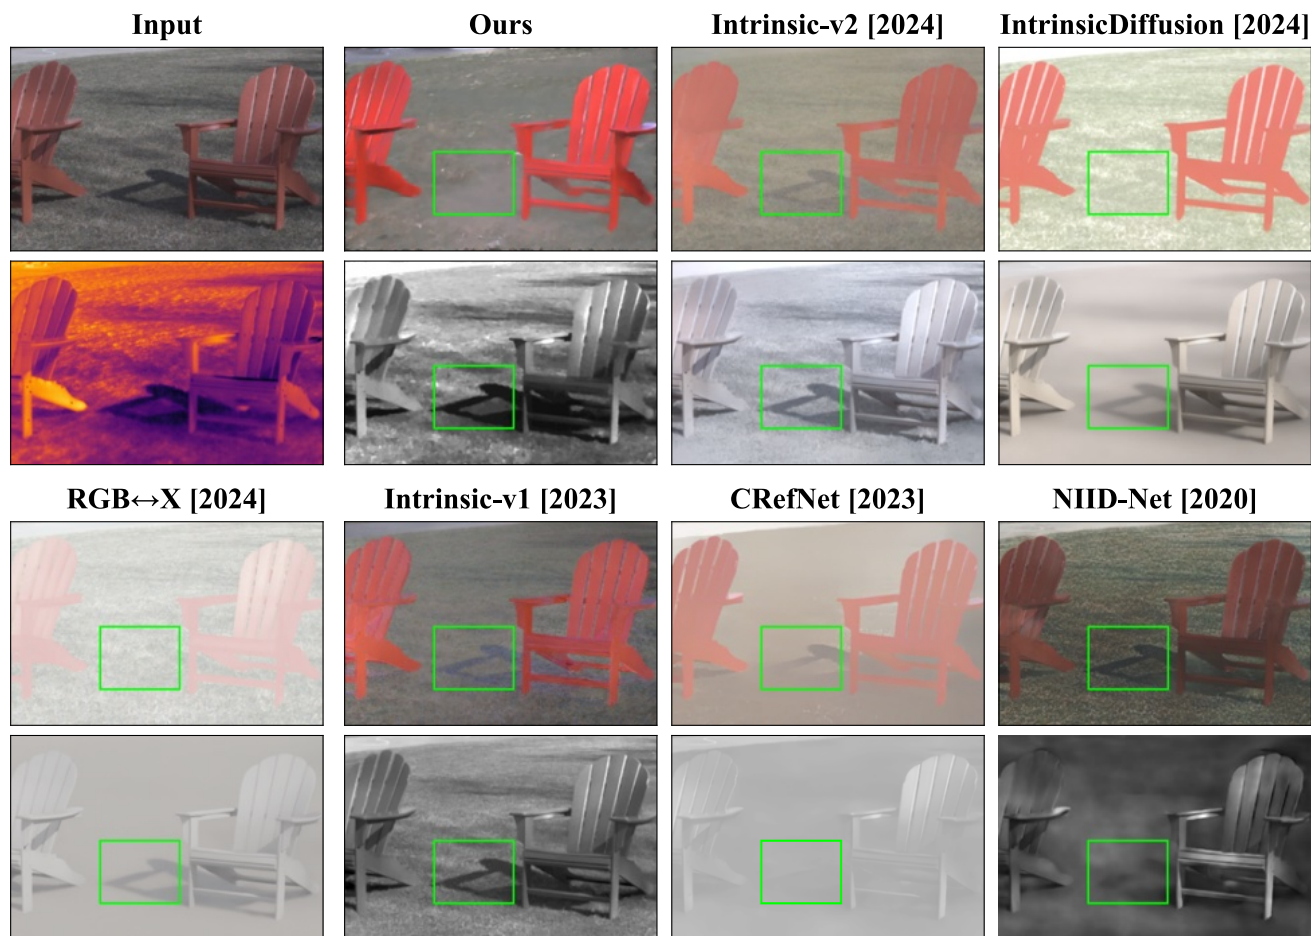 Input
Ours
Intrinsic-v2 [2024]
IntrinsicDiffusion [2024]
RGB↔X [2024]
Intrinsic-v1 [2023]
CRefNet [2023]
NIID-Net [2020]